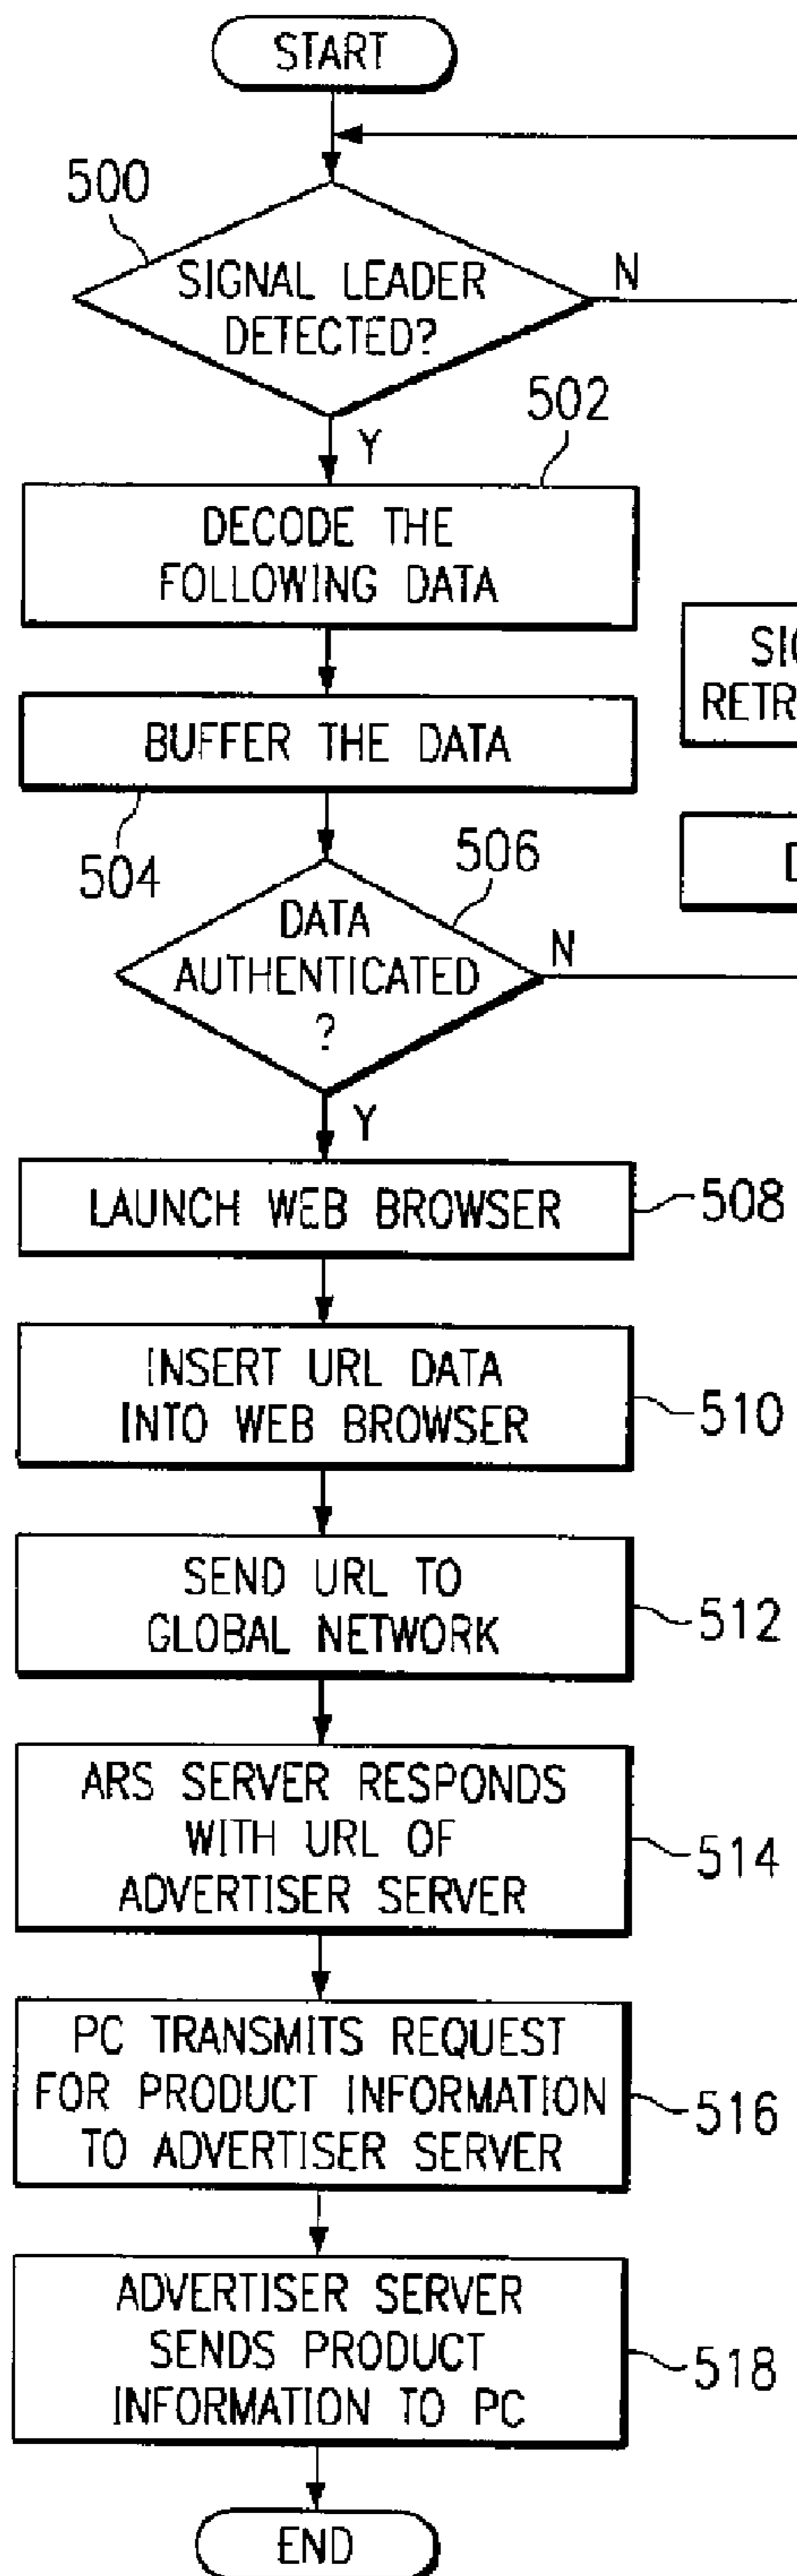 START
500
SIGNAL LEADER
DETECTED?
N
Y
502
DECODE THE
FOLLOWING DATA
BUFFER THE DATA
504
506
DATA
AUTHENTICATED
?
N
Y
LAUNCH WEB BROWSER
508
INSERT URL DATA
INTO WEB BROWSER
510
SEND URL TO
GLOBAL NETWORK
512
ARS SERVER RESPONDS
WITH URL OF
ADVERTISER SERVER
514
PC TRANSMITS REQUEST
FOR PRODUCT INFORMATION
TO ADVERTISER SERVER
516
ADVERTISER SERVER
SENDS PRODUCT
INFORMATION TO PC
518
END